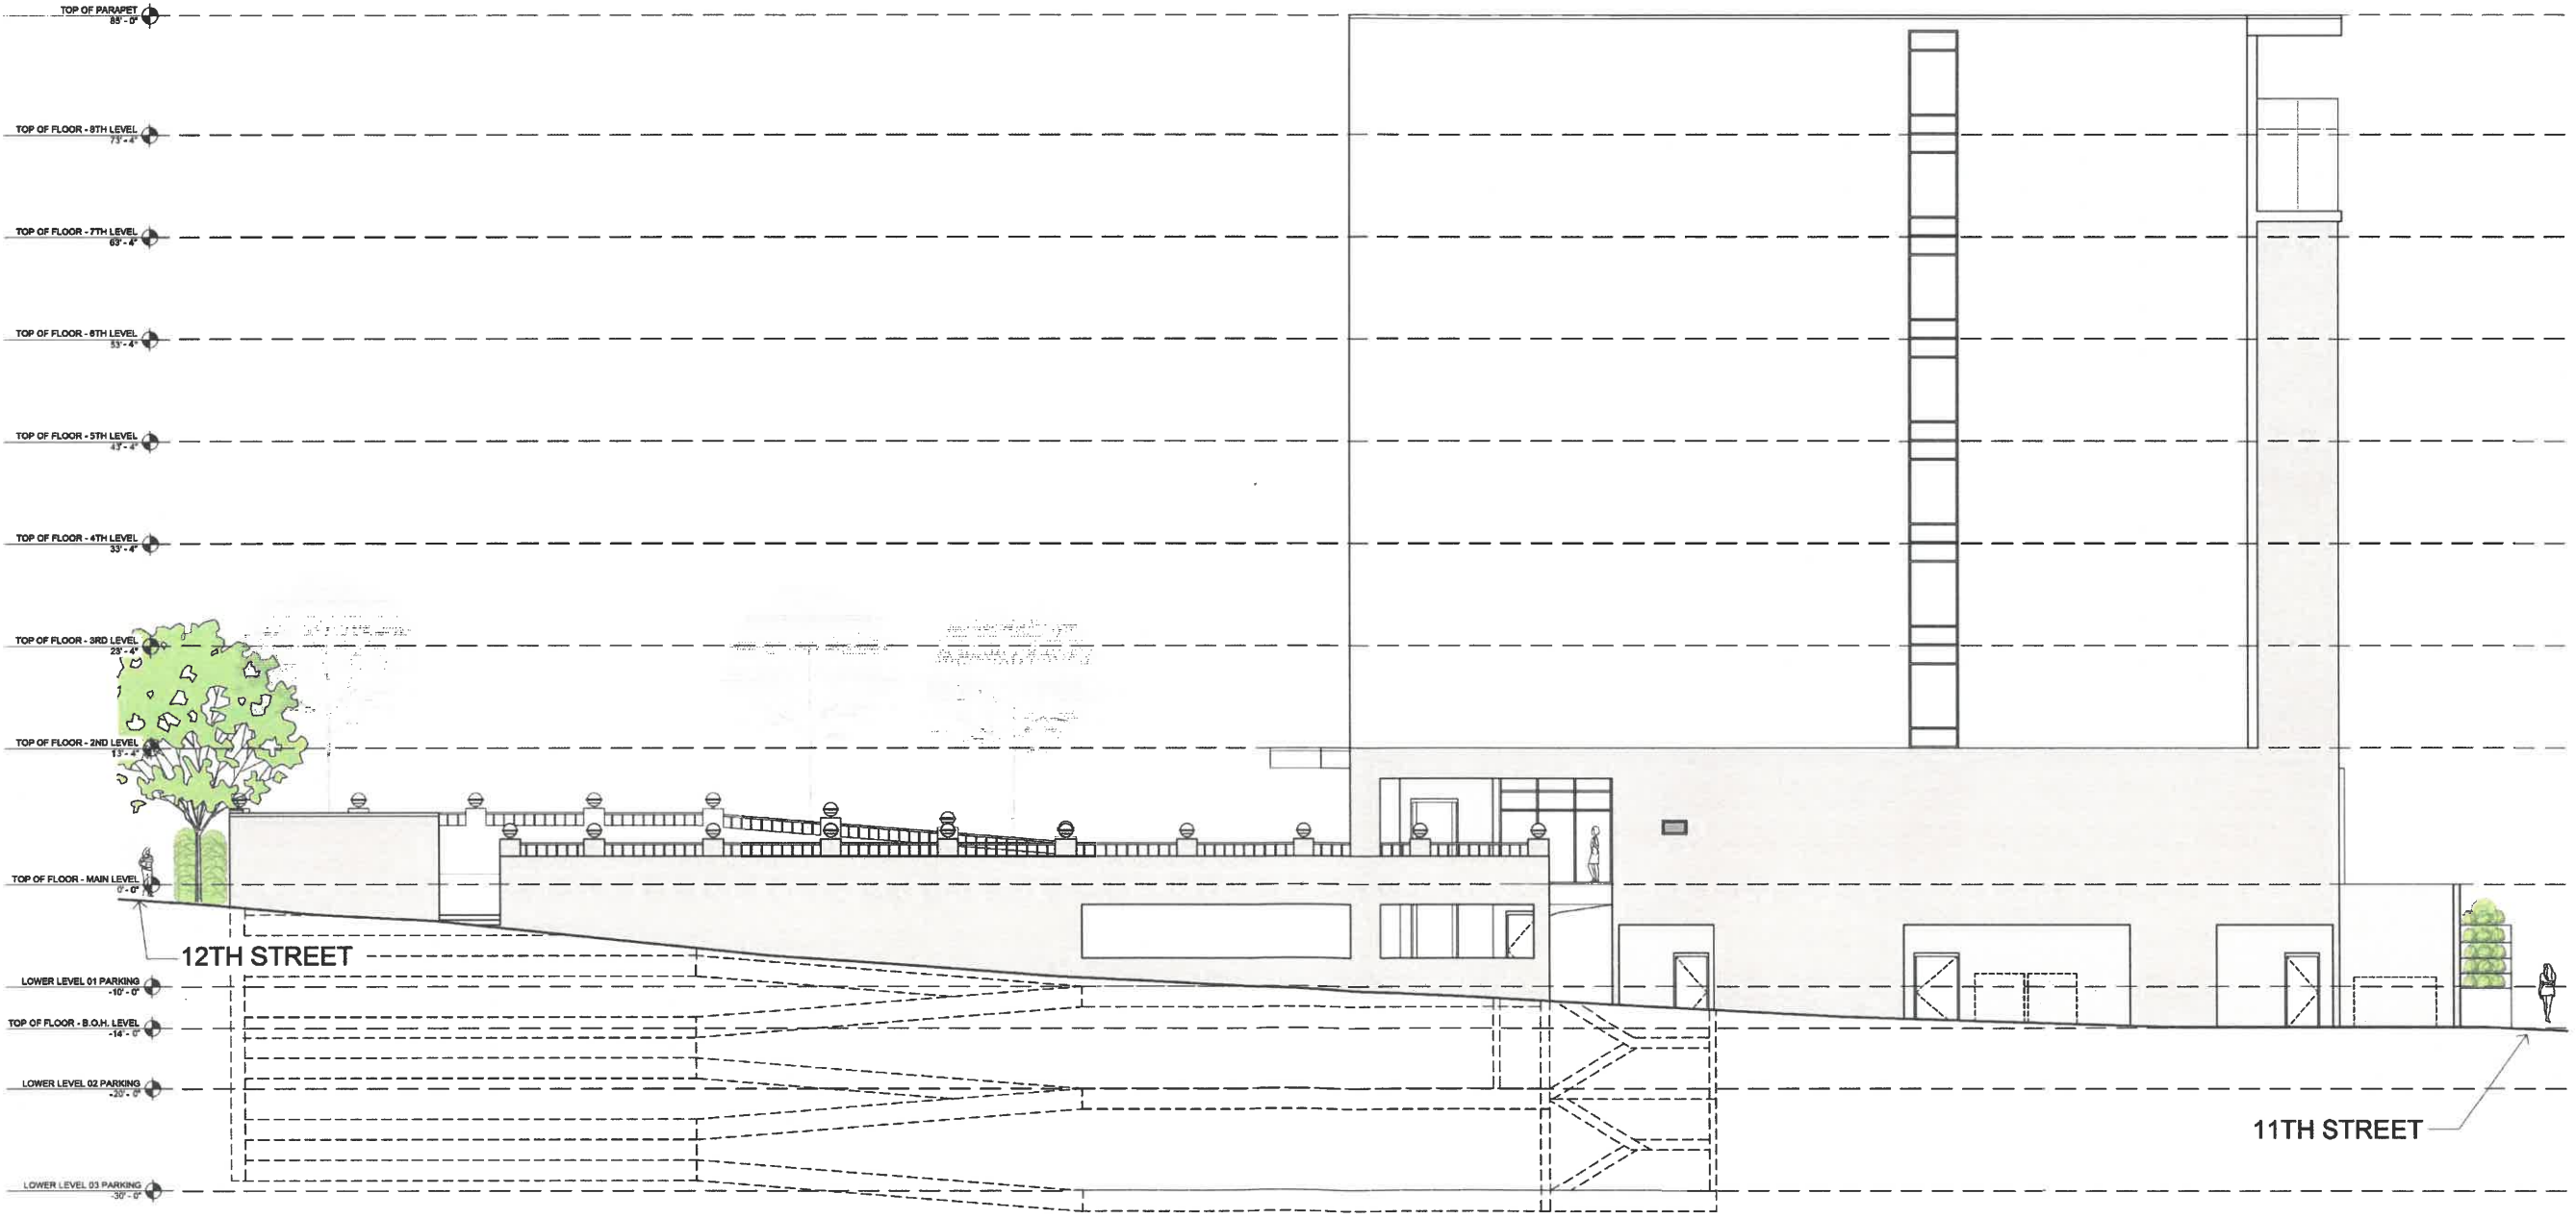 TOP OF PARAPET
85'- 0"
TOP OF FLOOR - 8TH LEVEL
73'- 4"
TOP OF FLOOR - 7TH LEVEL
63'- 4"
TOP OF FLOOR - 6TH LEVEL
53'- 4"
TOP OF FLOOR - 5TH LEVEL
43'- 4"
TOP OF FLOOR - 4TH LEVEL
33'- 4"
TOP OF FLOOR - 3RD LEVEL
23'- 4"
TOP OF FLOOR - 2ND LEVEL
13'- 4"
TOP OF FLOOR - MAIN LEVEL
0'- 0"
12TH STREET
LOWER LEVEL 01 PARKING
-10'- 0"
TOP OF FLOOR - B.O.H. LEVEL
-14'- 0"
LOWER LEVEL 02 PARKING
-20'- 0"
11TH STREET
LOWER LEVEL 03 PARKING
-30'- 0"